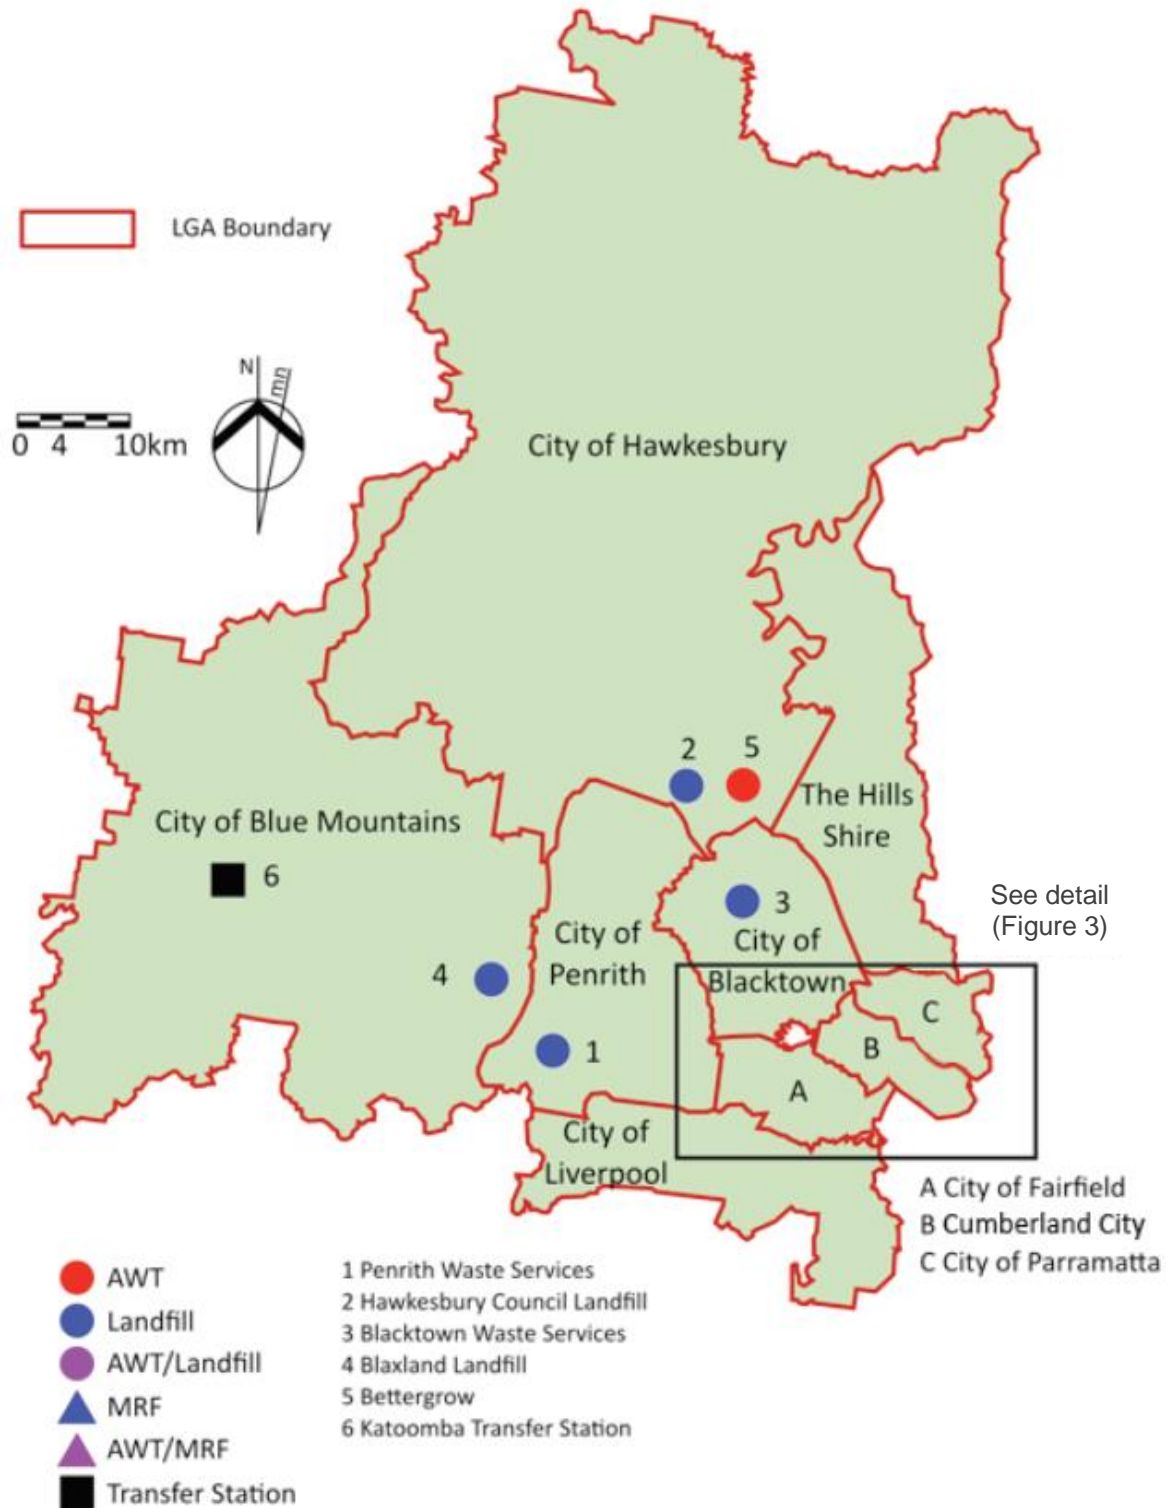 LGA Boundary
N
mn
0 4 10km
City of Hawkesbury
2 5
The Hills
Shire
City of Blue Mountains
6
3
City of
Blacktown
City of
Penrith
4
1
See detail
(Figure 3)
C
B
A
City of
Liverpool
A City of Fairfield
B Cumberland City
C City of Parramatta
AWT
Landfill
AWT/Landfill
MRF
AWT/MRF
Transfer Station
1 Penrith Waste Services
2 Hawkesbury Council Landfill
3 Blacktown Waste Services
4 Blaxland Landfill
5 Bettergrow
6 Katoomba Transfer Station